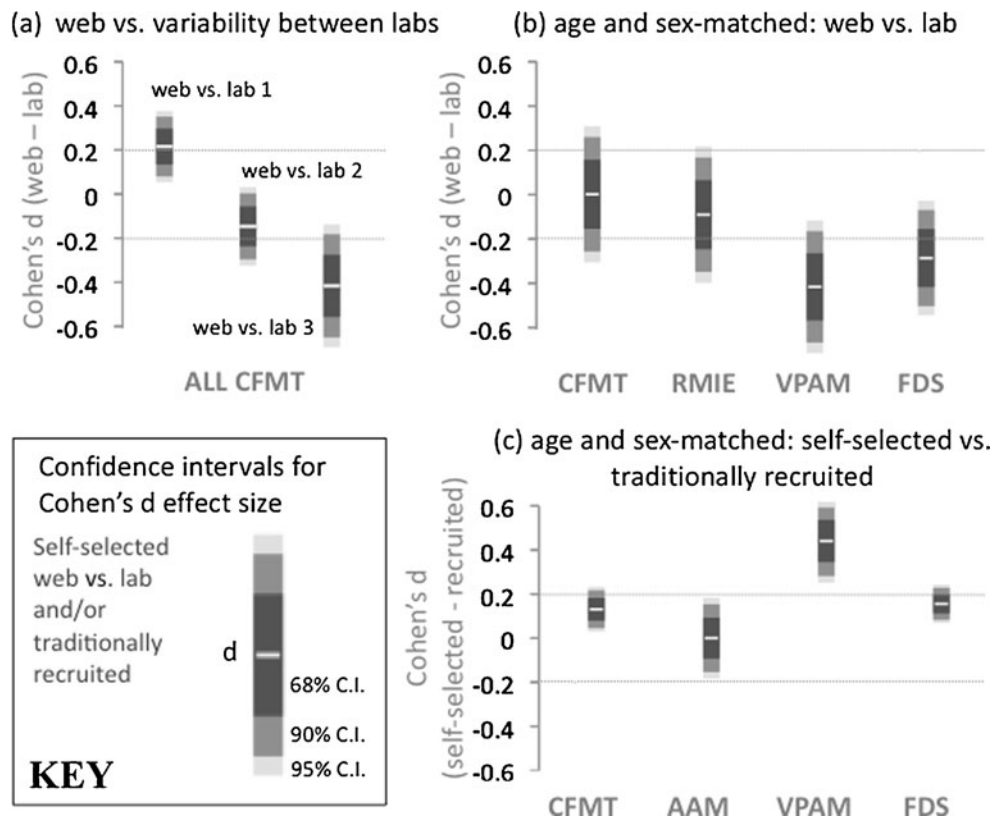 (a) web vs. variability between labs
0.6
0.4
0.2
0
-0.2
-0.4
-0.6
Cohen's d (web – lab)
web vs. lab 1
web vs. lab 2
web vs. lab 3
ALL CFMT
(b) age and sex-matched: web vs. lab
0.6
0.4
0.2
0
-0.2
-0.4
-0.6
Cohen's d (web – lab)
CFMT RMIE VPAM FDS
Confidence intervals for
Cohen's d effect size
Self-selected
web vs. lab
and/or
traditionally
recruited
d
68% C.I.
90% C.I.
95% C.I.
KEY
(c) age and sex-matched: self-selected vs.
traditionally recruited
0.6
0.4
0.2
0
-0.2
-0.4
-0.6
Cohen's d
(self-selected - recruited)
CFMT AAM VPAM FDS